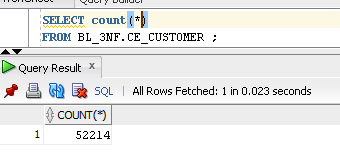 Query Builder
SELECT count(*)
FROM BL_3NF.CE_CUSTOMER ;
Query Result x
SQL | All Rows Fetched: 1 in 0.023 seconds
COUNT(*)
1 52214